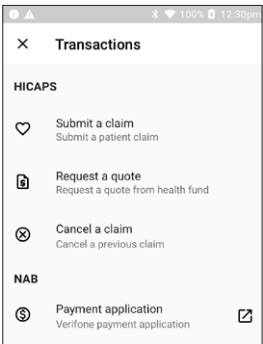 100% 12:30pm
Transactions
HICAPS
Submit a claim
Submit a patient claim
Request a quote
Request a quote from health fund
Cancel a claim
Cancel a previous claim
NAB
Payment application
Verifone payment application